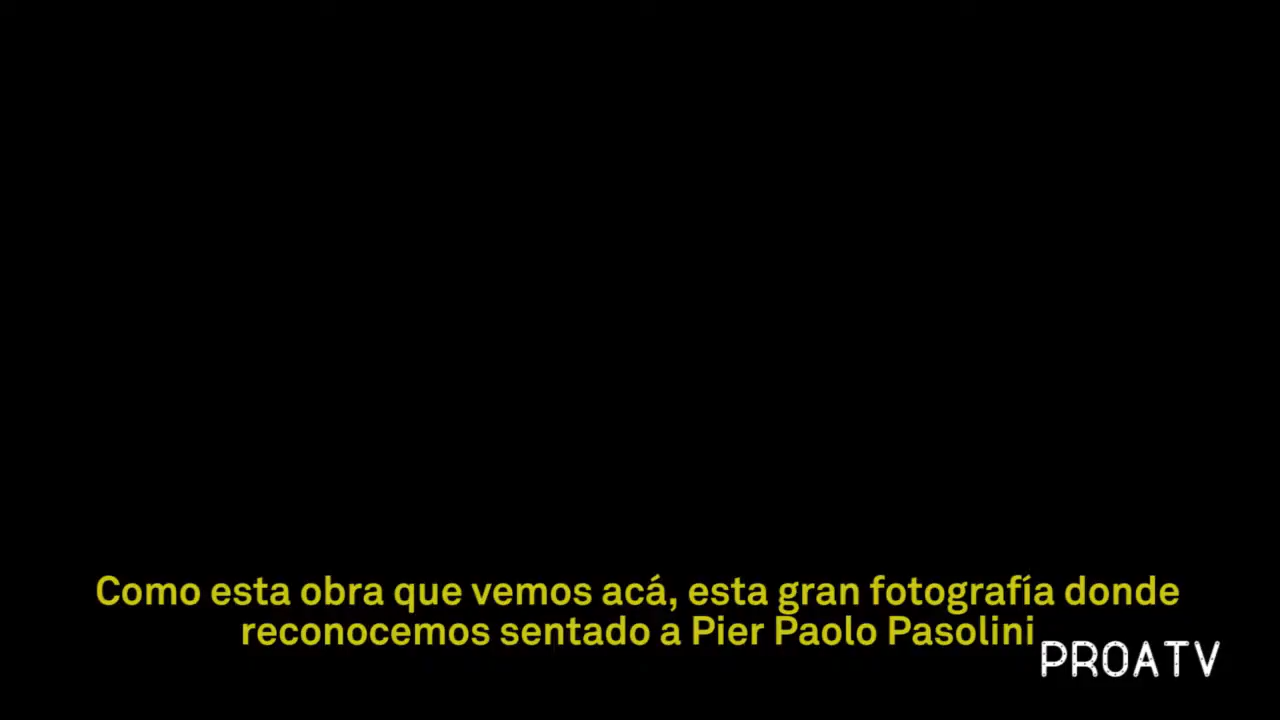 Como esta obra que vemos acá, esta gran fotografía donde
reconocemos sentado a Pier Paolo Pasolini
PROATV